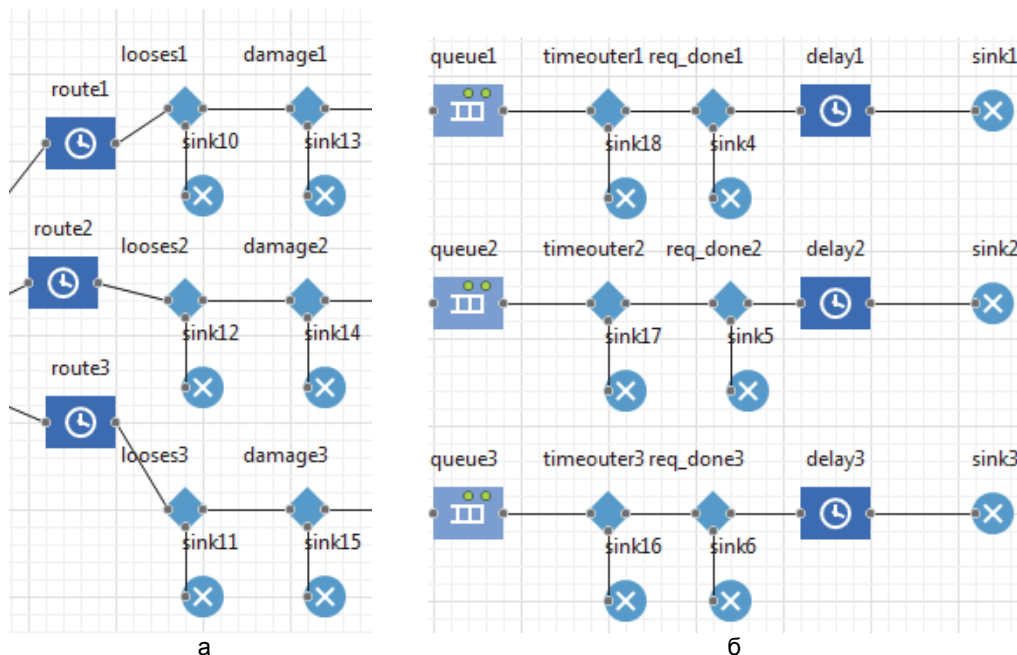 looses1 damage1
route1
sink10 sink13
route2
looses2 damage2
sink12 sink14
route3
looses3 damage3
sink11 sink15
а
queue1 timeouter1 req_done1 delay1 sink1
sink18 sink4
queue2 timeouter2 req_done2 delay2 sink2
sink17 sink5
queue3 timeouter3 req_done3 delay3 sink3
sink16 sink6
б